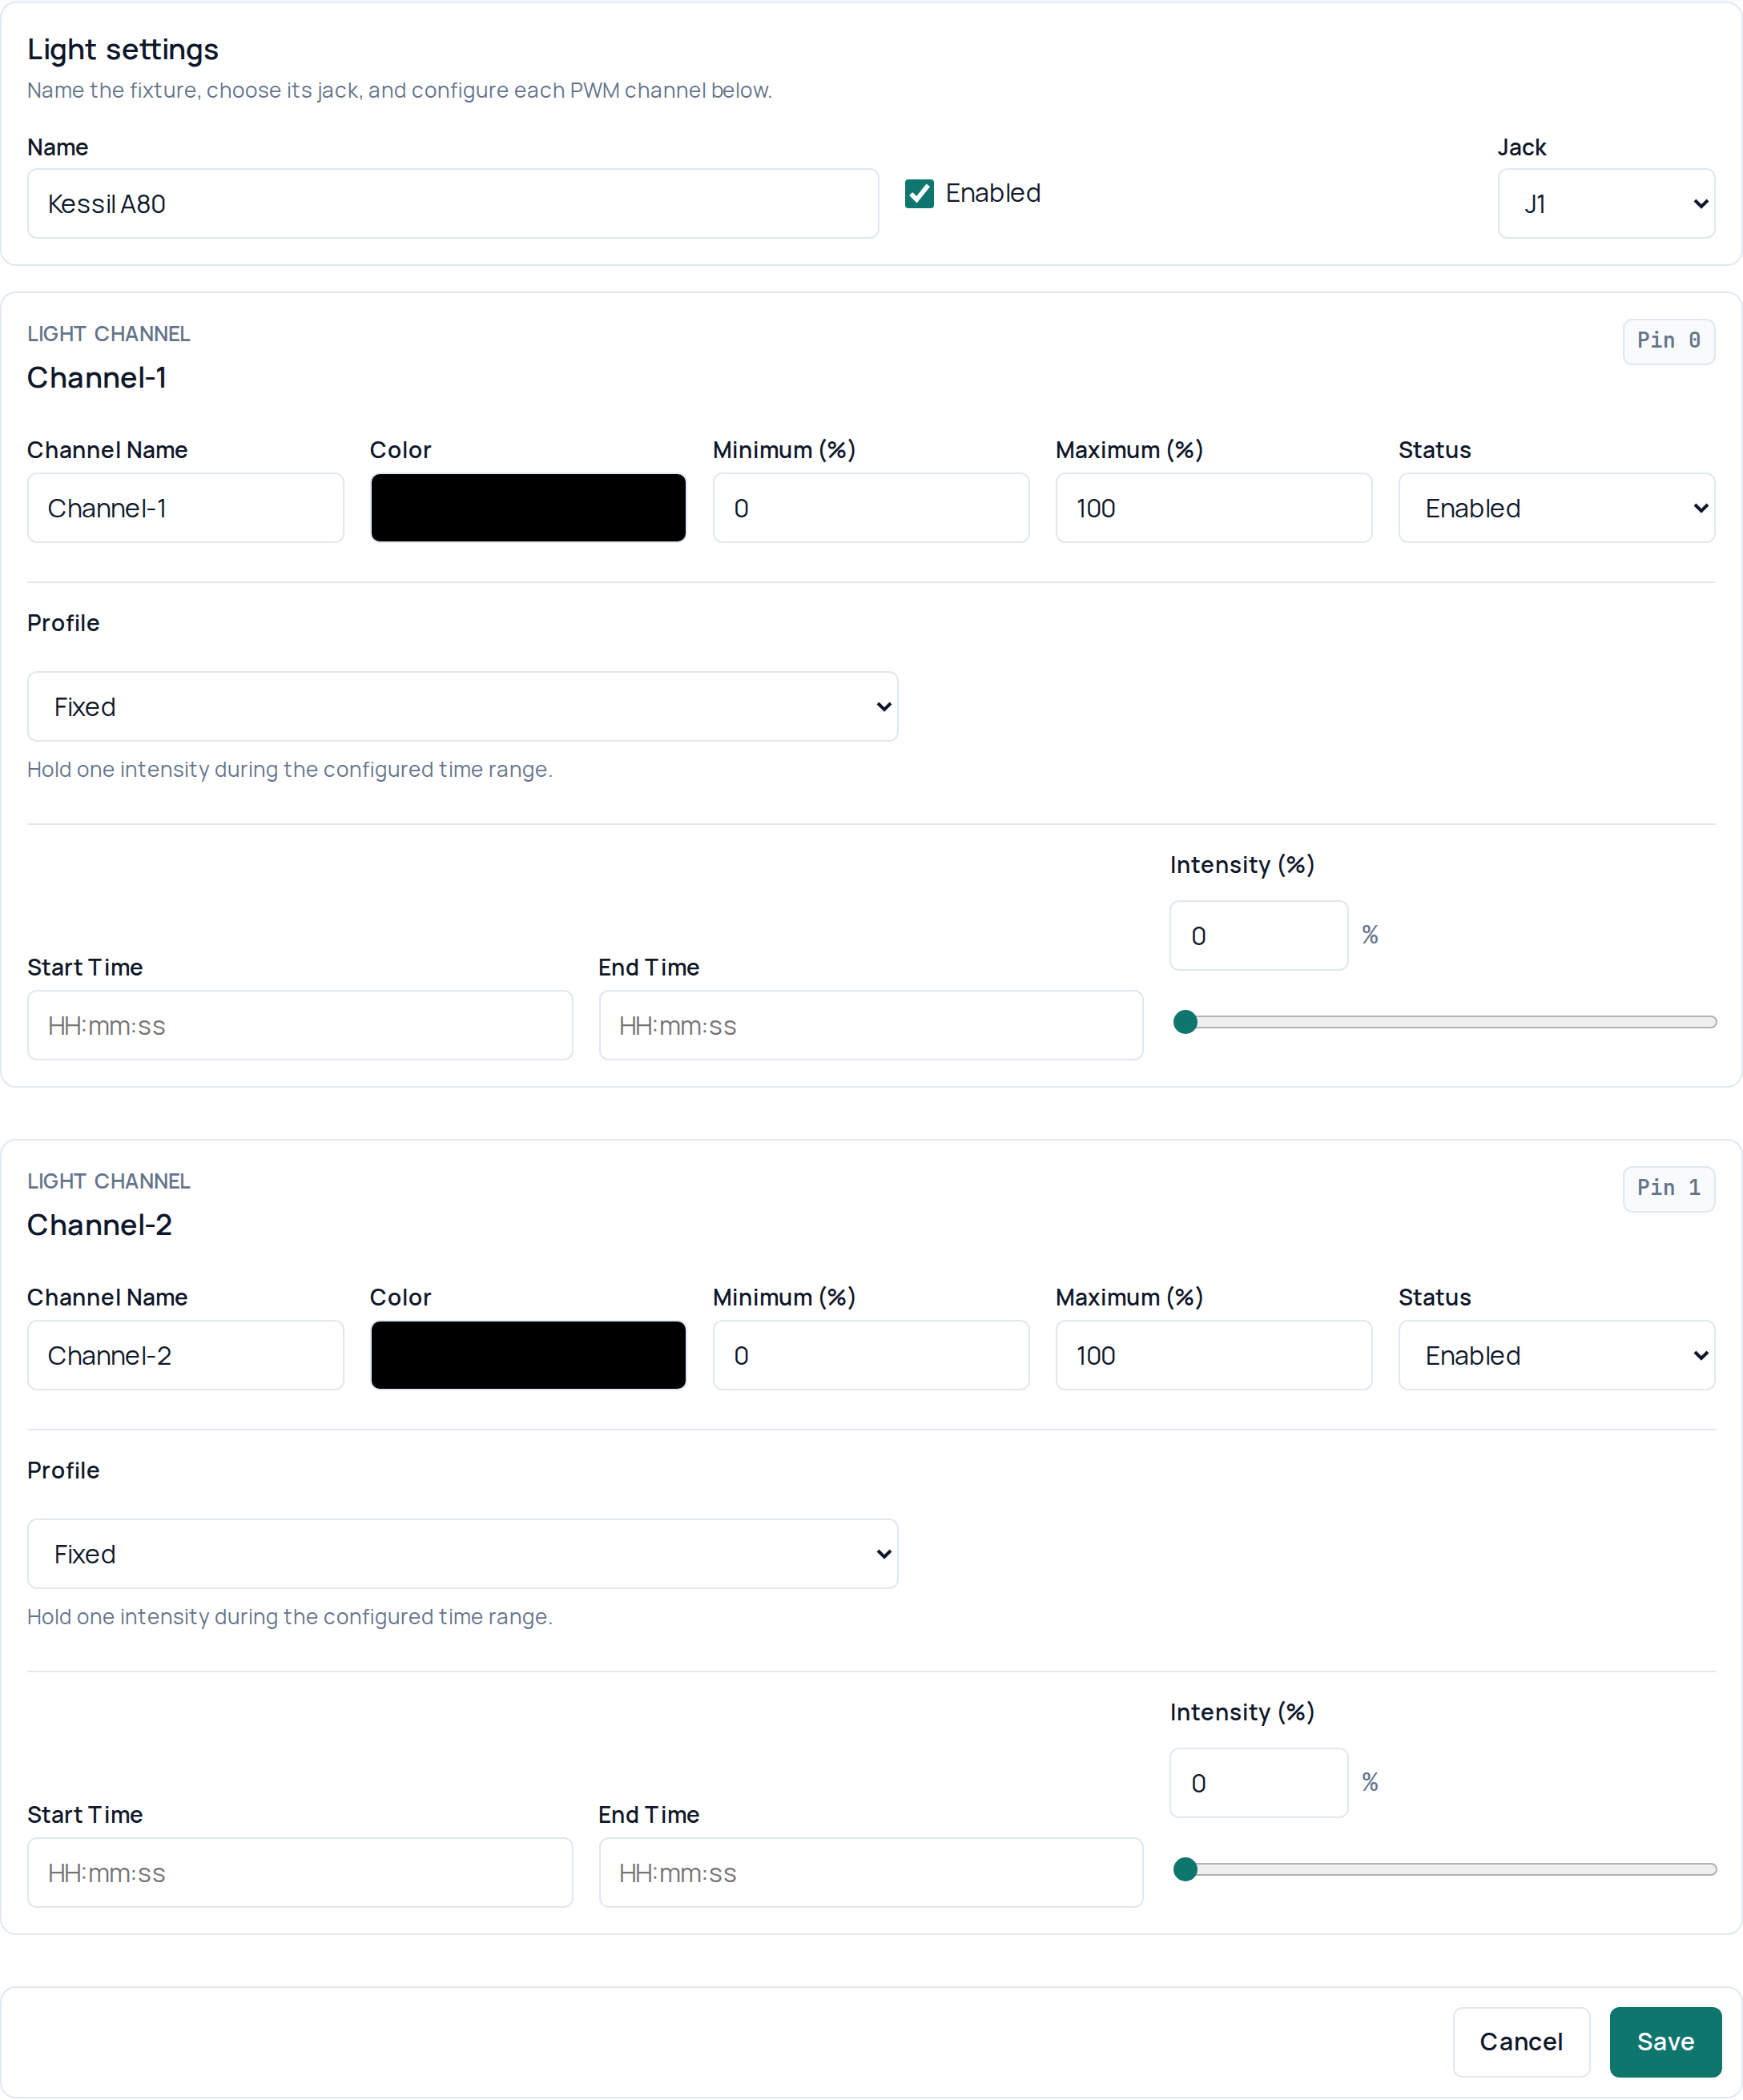 Light settings
Name the fixture, choose its jack, and configure each PWM channel below.
Name
Jack
Kessil A80
Enabled
J1
LIGHT CHANNEL
Pin 0
Channel-1
Channel Name
Color
Minimum (%)
Maximum (%)
Status
Channel-1
0
100
Enabled
Profile
Fixed
Hold one intensity during the configured time range.
Intensity (%)
0
%
Start Time
End Time
HH:mm:ss
HH:mm:ss
LIGHT CHANNEL
Pin 1
Channel-2
Channel Name
Color
Minimum (%)
Maximum (%)
Status
Channel-2
0
100
Enabled
Profile
Fixed
Hold one intensity during the configured time range.
Intensity (%)
0
%
Start Time
End Time
HH:mm:ss
HH:mm:ss
Cancel
Save